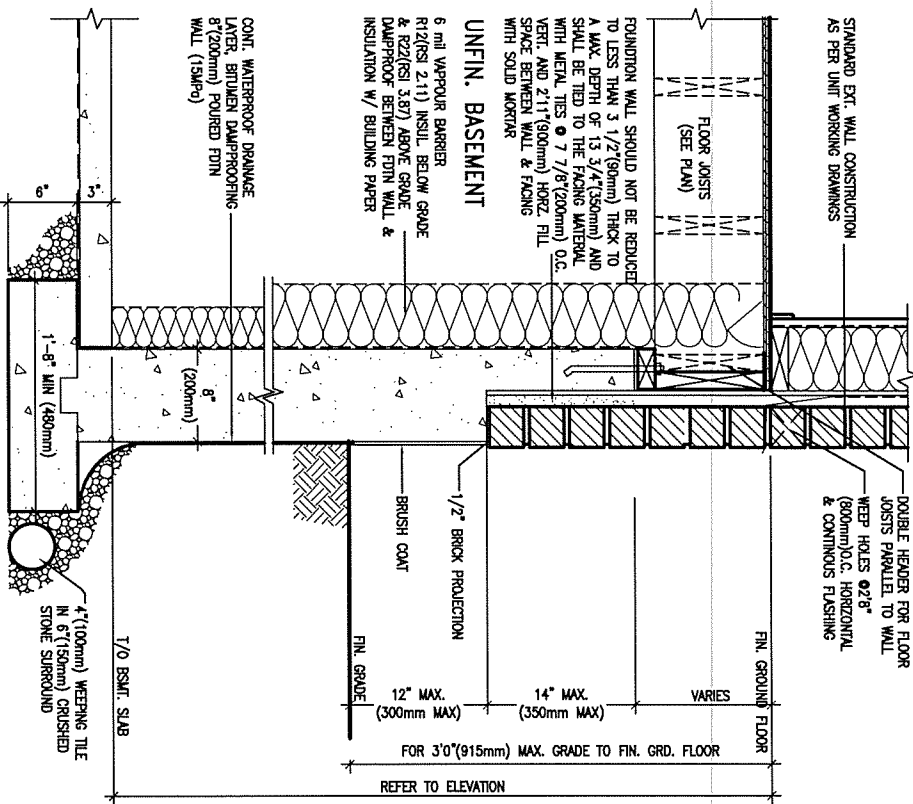 STANDARD EXT. WALL CONSTRUCTION
AS PER UNIT WORKING DRAWINGS
FLOOR JOISTS
(SEE PLAN)
FOUNDTION WALL SHOULD NOT BE REDUCED
TO LESS THAN 3 1/2"(90mm) THICK TO
A MAX. DEPTH OF 13 3/4"(350mm) AND
SHALL BE TIED TO THE FACING MATERIAL
WITH METAL TIES @ 7 7/8"(200mm) O.C.
VERT. AND 2'11"(900mm) HORZ. FILL
SPACE BETWEEN WALL & FACING
WITH SOLID MORTAR
UNFIN. BASEMENT
6 mil VAPPOUR BARRIER
R12(RSI 2.11) INSUL. BELOW GRADE
& R22(RSI 3.87) ABOVE GRADE
DAMPPROOF BETWEEN FDTN WALL &
INSULATION W/ BUILDING PAPER
CONT. WATERPROOF DRAINAGE
LAYER, BITUMEN DAMPPROOFING
8"(200mm) POURED FDTN
WALL (15MPa)
6"
3"
8"
(200mm)
1'-8" MIN (480mm)
DOUBLE HEADER FOR FLOOR
JOISTS PARALLEL TO WALL
WEEP HOLES @2'8"
(800mm)O.C. HORIZONTAL
& CONTINOUS FLASHING
1/2" BRICK PROJECTION
BRUSH COAT
FIN. GROUND FLOOR
VARIES
14" MAX.
(350mm MAX)
12" MAX.
(300mm MAX)
FIN. GRADE
FOR 3'0"(915mm) MAX. GRADE TO FIN. GRD. FLOOR
REFER TO ELEVATION
T/O BSMT. SLAB
4"(100mm) WEEPING TILE
IN 6"(150mm) CRUSHED
STONE SURROUND